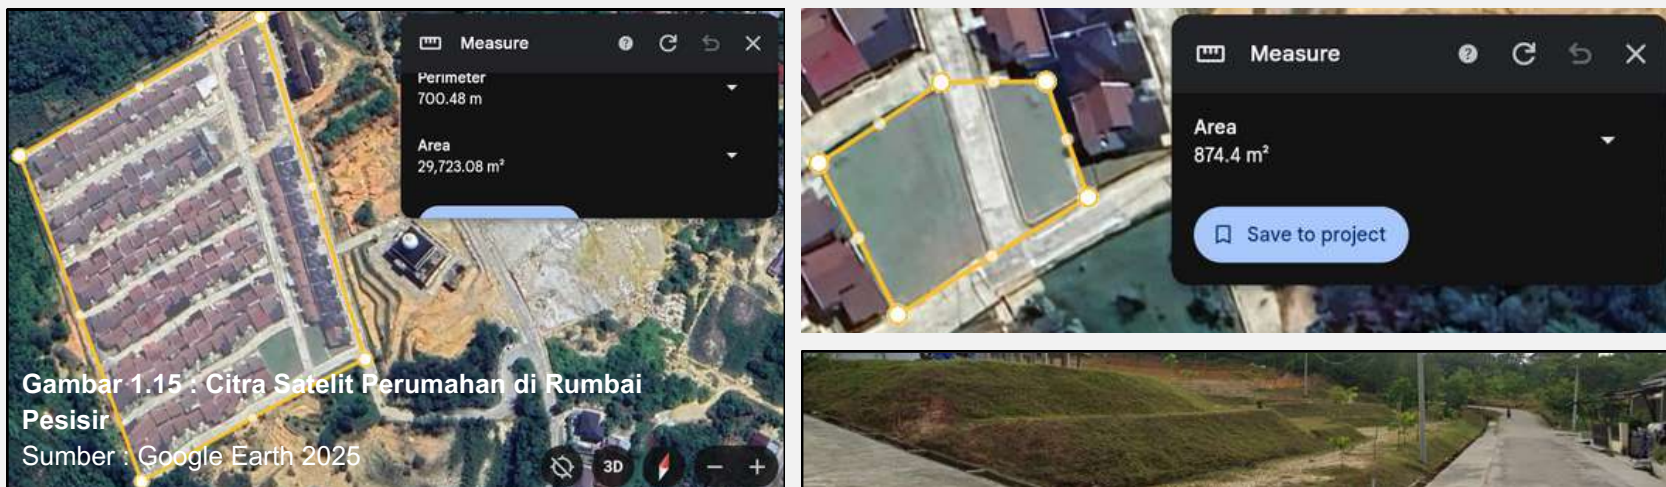 Measure
Perimeter
700.48 m
Area
29,723.08 m²
Gambar 1.15 : Citra Satelit Perumahan di Rumbai
Pesisir
Sumber : Google Earth 2025
3D
Measure
Area
874.4 m²
Save to project